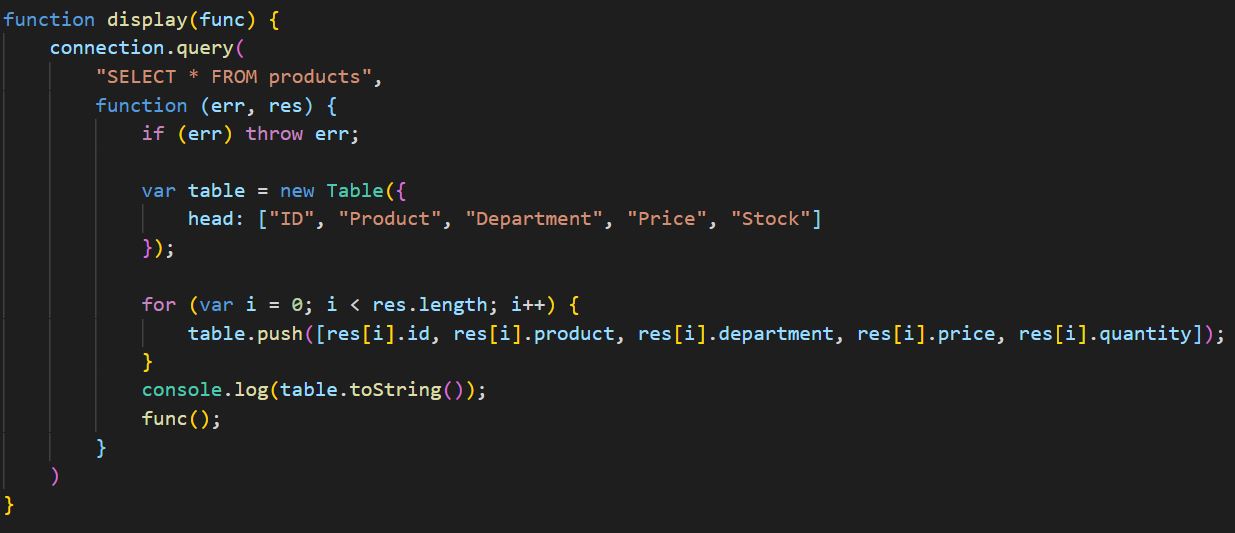 function display(func) {
    connection.query(
        "SELECT * FROM products",
        function (err, res) {
            if (err) throw err;

            var table = new Table({
                head: ["ID", "Product", "Department", "Price", "Stock"]
            });

            for (var i = 0; i < res.length; i++) {
                table.push([res[i].id, res[i].product, res[i].department, res[i].price, res[i].quantity]);
            }
            console.log(table.toString());
            func();
        }
    )
}